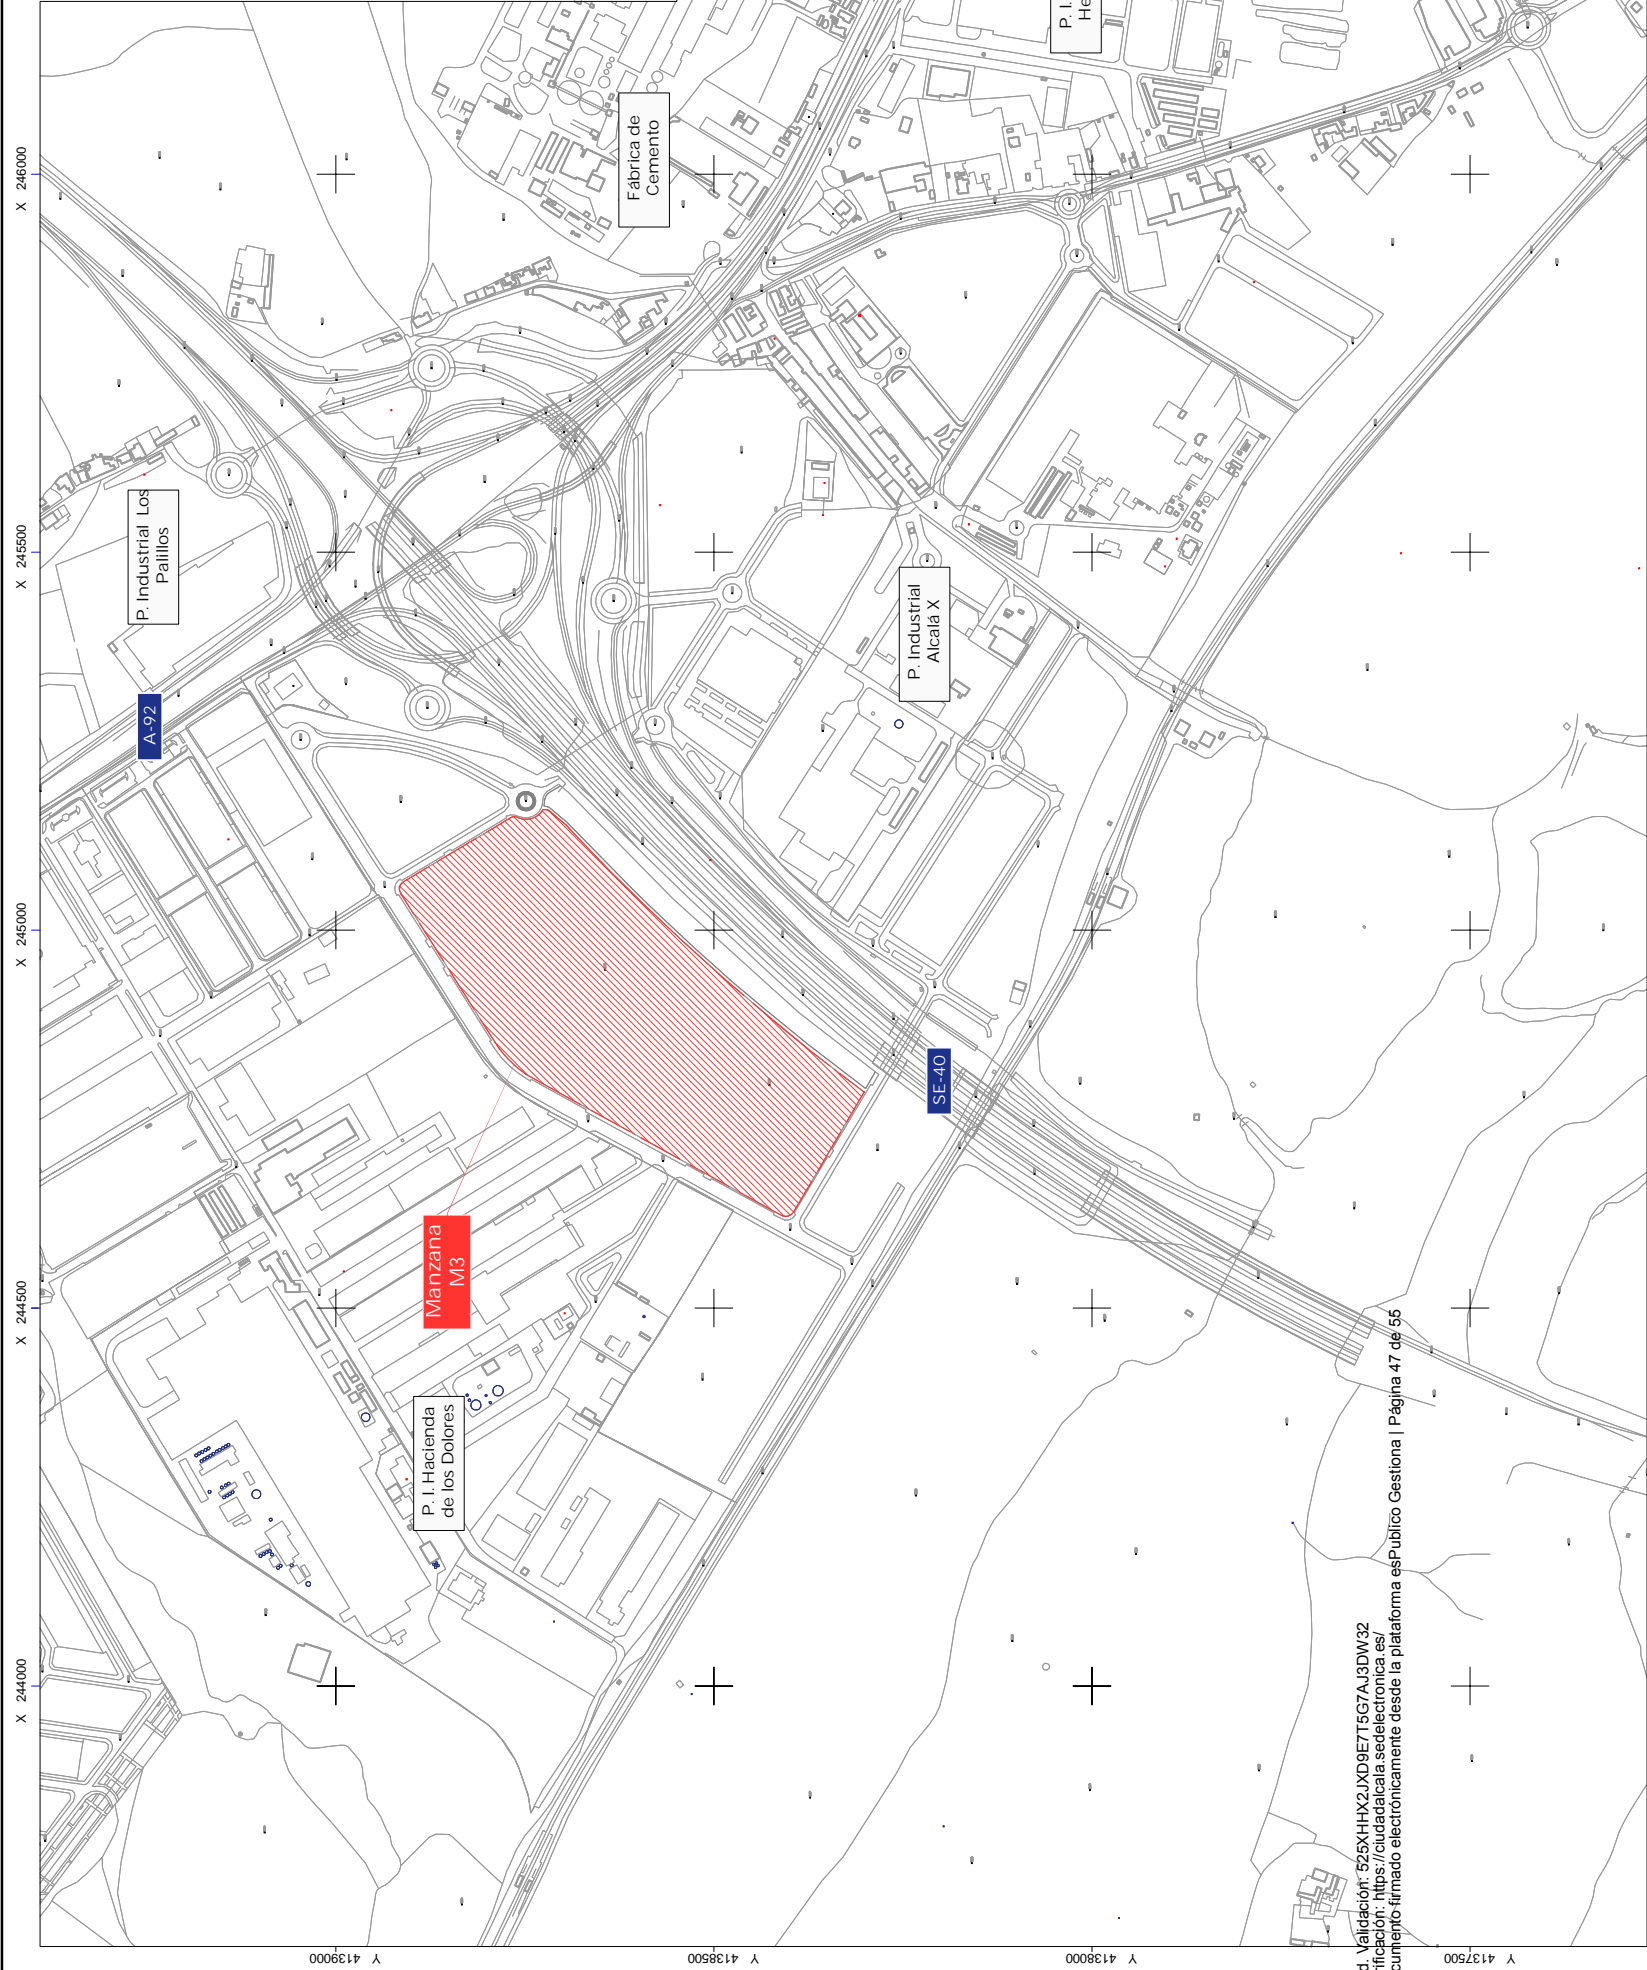 X 244000
X 244500
X 245000
X 245500
X 246000
Y 4139000
Y 4138500
Y 4138000
Y 4137500
P. Industrial Los
Palillos
A-92
Fábrica de
Cemento
P. I.
He
P. Industrial
Alcalá X
SE-40
Manzana
M3
P. I. Hacienda
de los Dolores
d. Validación: 525XHHX2JXD9E7T5G7AJ3DW32
rificación: https://ciudadalcala.sedelectronica.es/
cumento firmado electrónicamente desde la plataforma esPublico Gestiona | Página 47 de 55